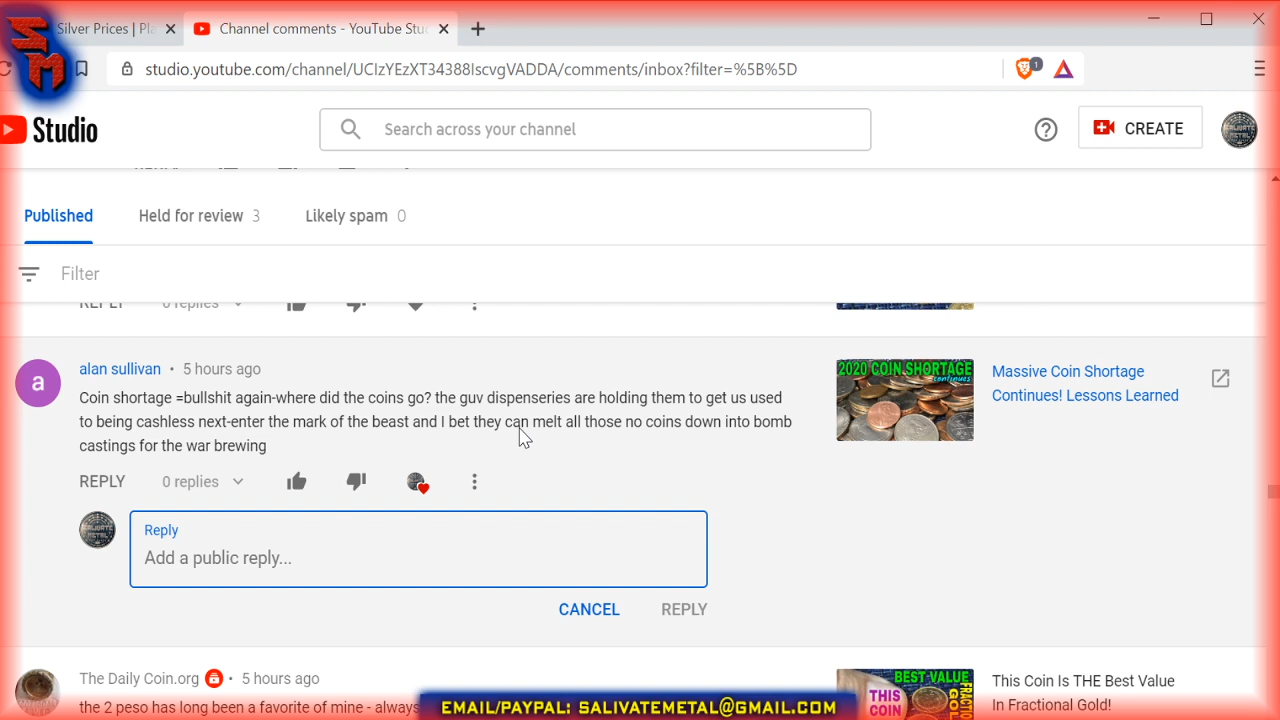 SM
Silver Prices | Pla
Channel comments - YouTube Stud
studio.youtube.com/channel/UCIzYEzXT34388IscvgVADDA/comments/inbox?filter=%5B%5D
1
Studio
Search across your channel
CREATE
Published
Held for review 3
Likely spam 0
Filter
REPLY
alan sullivan • 5 hours ago
Coin shortage =bullshit again-where did the coins go? the guv dispenseries are holding them to get us used
to being cashless next-enter the mark of the beast and I bet they can melt all those no coins down into bomb
castings for the war brewing
2020 COIN SHORTAGE
continues
Massive Coin Shortage
Continues! Lessons Learned
REPLY
0 replies
Reply
Add a public reply...
CANCEL
REPLY
The Daily Coin.org • 5 hours ago
the 2 peso has long been a favorite of mine - always
BEST VALUE
THIS
COIN
This Coin Is THE Best Value
In Fractional Gold!
EMAIL/PAYPAL: SALIVATEMETAL@GMAIL.COM